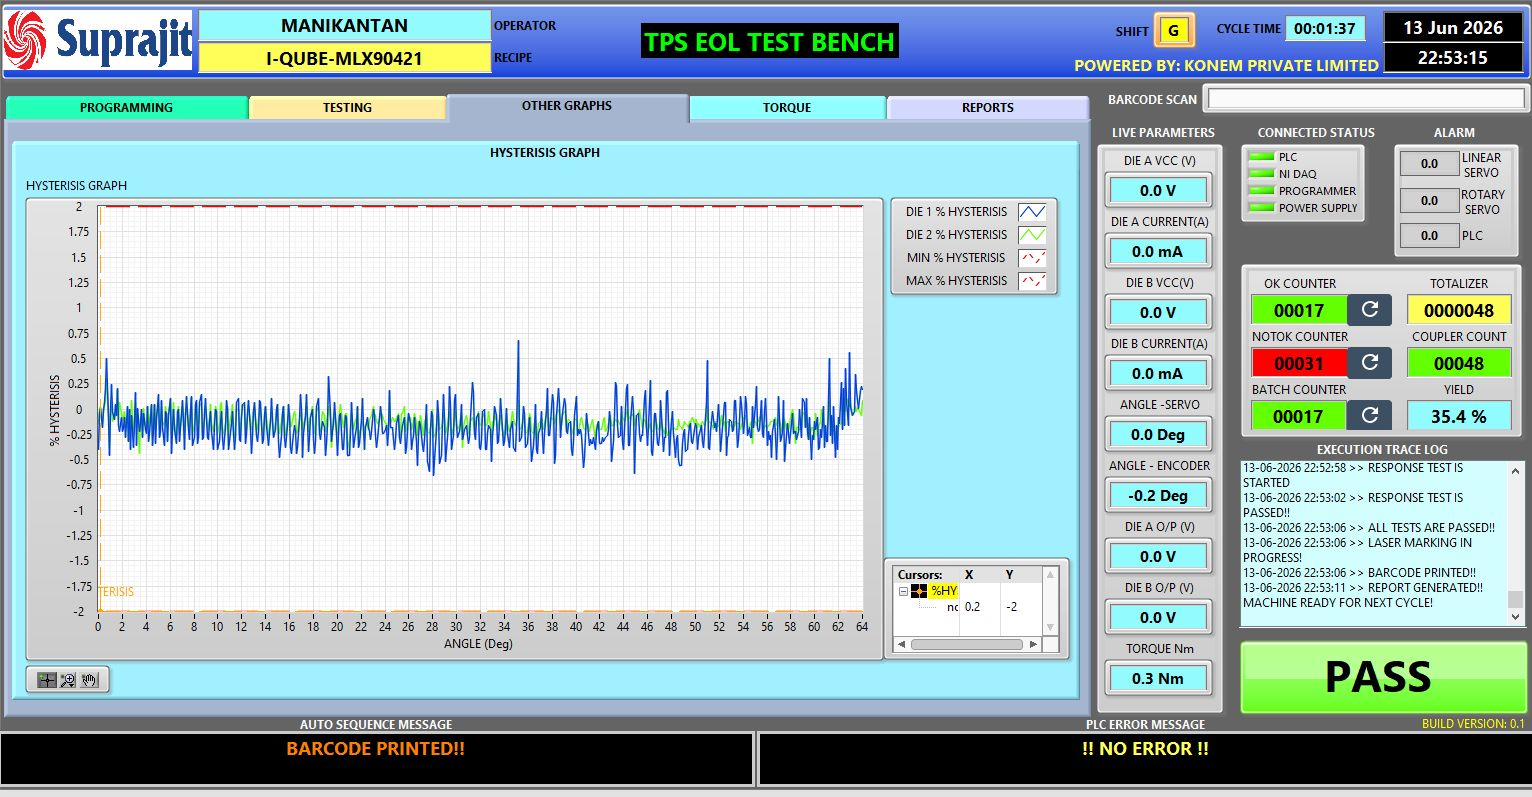 Suprajit
MANIKANTAN
OPERATOR
I-QUBE-MLX90421
RECIPE
TPS EOL TEST BENCH
SHIFT
G
CYCLE TIME
00:01:37
13 Jun 2026
22:53:15
POWERED BY: KONEM PRIVATE LIMITED
PROGRAMMING
TESTING
OTHER GRAPHS
TORQUE
REPORTS
BARCODE SCAN
HYSTERISIS GRAPH
HYSTERISIS GRAPH
2
1.75
1.5
1.25
1
0.75
0.5
0.25
0
-0.25
-0.5
-0.75
-1
-1.25
-1.5
-1.75
-2
% HYSTERISIS
TERISIS
0 2 4 6 8 10 12 14 16 18 20 22 24 26 28 30 32 34 36 38 40 42 44 46 48 50 52 54 56 58 60 62 64
ANGLE (Deg)
DIE 1 % HYSTERISIS
DIE 2 % HYSTERISIS
MIN % HYSTERISIS
MAX % HYSTERISIS
Cursors: X Y
%HY
nc 0.2 -2
LIVE PARAMETERS
DIE A VCC (V)
0.0 V
DIE A CURRENT(A)
0.0 mA
DIE B VCC(V)
0.0 V
DIE B CURRENT(A)
0.0 mA
ANGLE -SERVO
0.0 Deg
ANGLE - ENCODER
-0.2 Deg
DIE A O/P (V)
0.0 V
DIE B O/P (V)
0.0 V
TORQUE Nm
0.3 Nm
CONNECTED STATUS
PLC
NI DAQ
PROGRAMMER
POWER SUPPLY
ALARM
0.0 LINEAR
SERVO
0.0 ROTARY
SERVO
0.0 PLC
OK COUNTER
00017
TOTALIZER
0000048
NOTOK COUNTER
00031
COUPLER COUNT
00048
BATCH COUNTER
00017
YIELD
35.4 %
EXECUTION TRACE LOG
13-06-2026 22:52:58 >> RESPONSE TEST IS
STARTED
13-06-2026 22:53:02 >> RESPONSE TEST IS
PASSED!!
13-06-2026 22:53:06 >> ALL TESTS ARE PASSED!!
13-06-2026 22:53:06 >> LASER MARKING IN
PROGRESS!
13-06-2026 22:53:06 >> BARCODE PRINTED!!
13-06-2026 22:53:11 >> REPORT GENERATED!!
MACHINE READY FOR NEXT CYCLE!
PASS
BUILD VERSION: 0.1
AUTO SEQUENCE MESSAGE
BARCODE PRINTED!!
PLC ERROR MESSAGE
!! NO ERROR !!